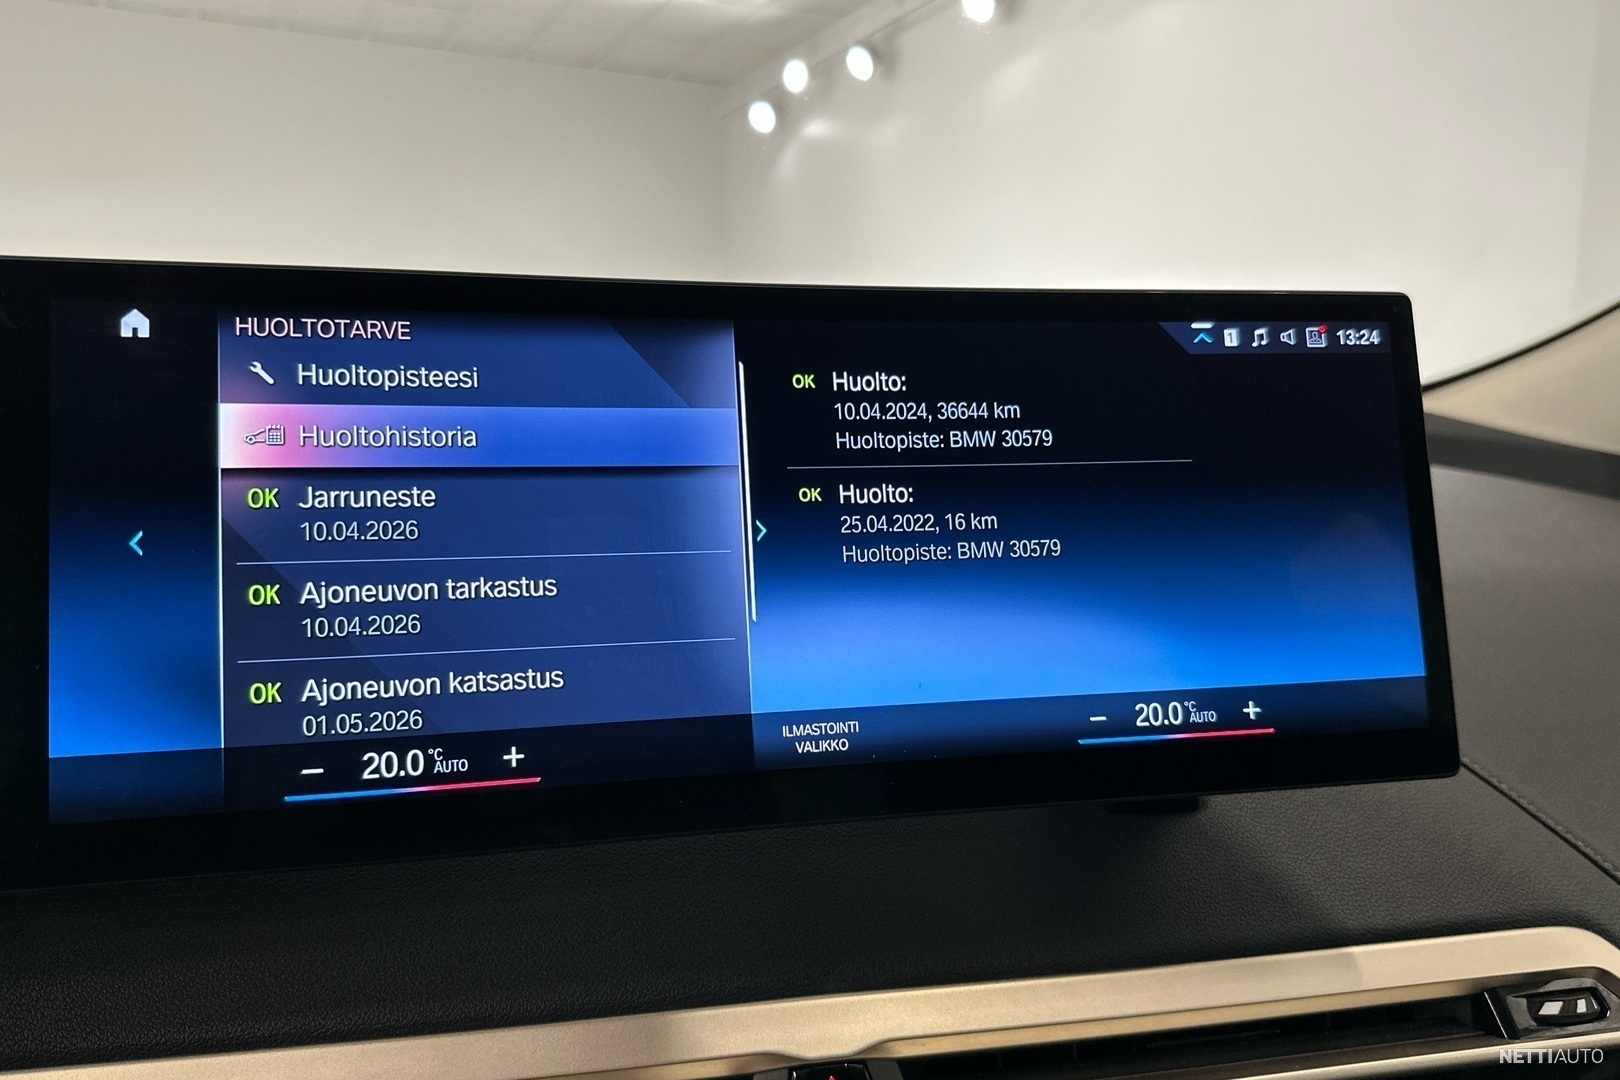 HUOLTOTARVE
Huoltopisteesi
Huoltohistoria
OK Jarruneste
10.04.2026
OK Ajoneuvon tarkastus
10.04.2026
OK Ajoneuvon katsastus
01.05.2026
1 13:24
OK Huolto:
10.04.2024, 36644 km
Huoltopiste: BMW 30579
OK Huolto:
25.04.2022, 16 km
Huoltopiste: BMW 30579
− 20.0 °C AUTO +
ILMASTOINTI
VALIKKO
− 20.0 °C AUTO +
NETTIAUTO